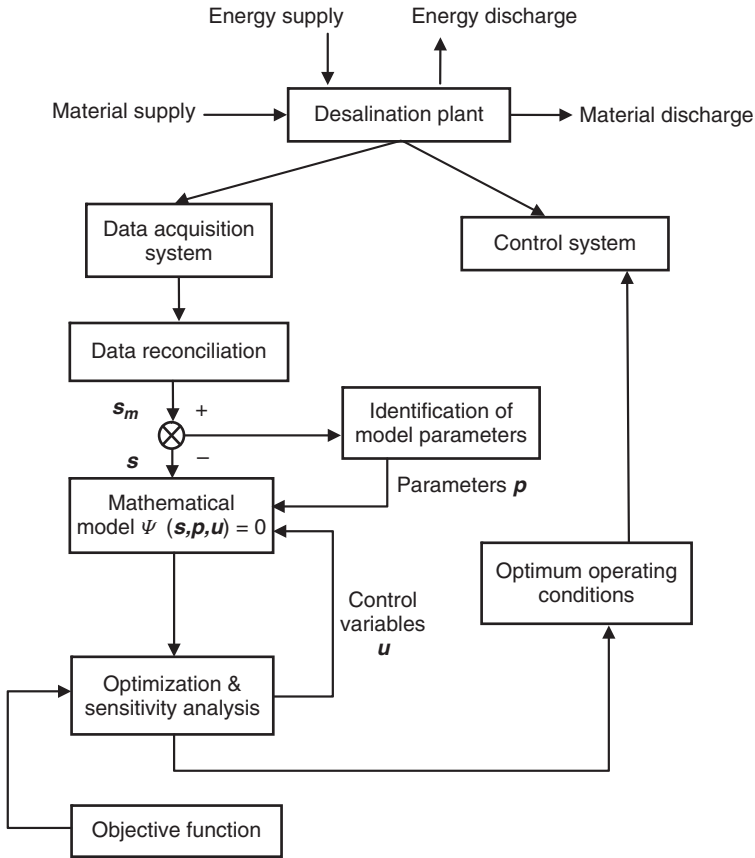 Energy supply
Energy discharge
Material supply
Desalination plant
Material discharge
Data acquisition
system
Control system
Data reconciliation
s_m
+
Identification of
model parameters
s
−
Parameters p
Mathematical
model Ψ (s,p,u) = 0
Optimum operating
conditions
Control
variables
u
Optimization &
sensitivity analysis
Objective function